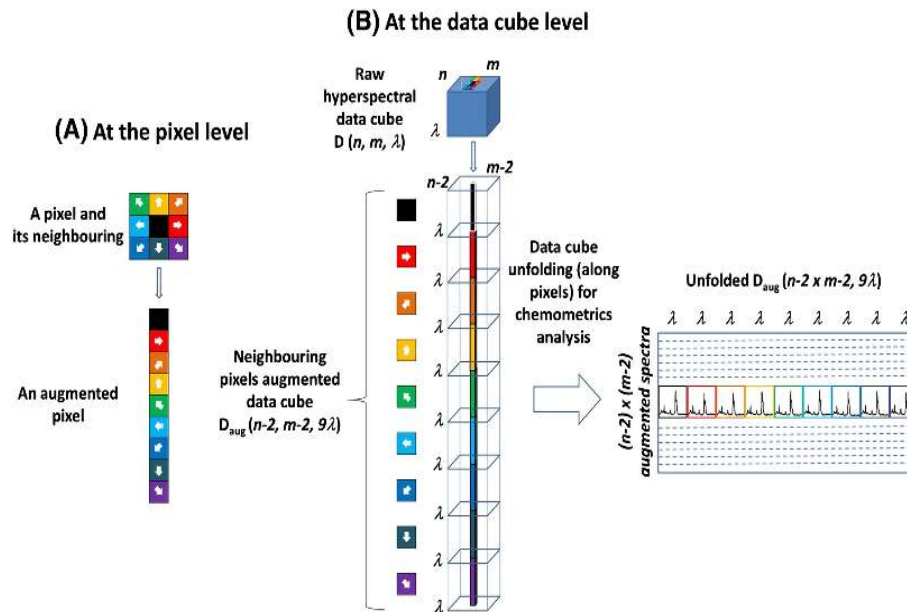 (B) At the data cube level
Raw
hyperspectral
data cube
D (n, m, λ)
n
m
λ
(A) At the pixel level
A pixel and
its neighbouring
An augmented
pixel
n-2
m-2
λ
λ
λ
λ
λ
λ
λ
λ
λ
Neighbouring
pixels augmented
data cube
Daug (n-2, m-2, 9λ)
Data cube
unfolding (along
pixels) for
chemometrics
analysis
Unfolded Daug (n-2 x m-2, 9λ)
λ λ λ λ λ λ λ λ λ
(n-2) x (m-2)
augmented spectra